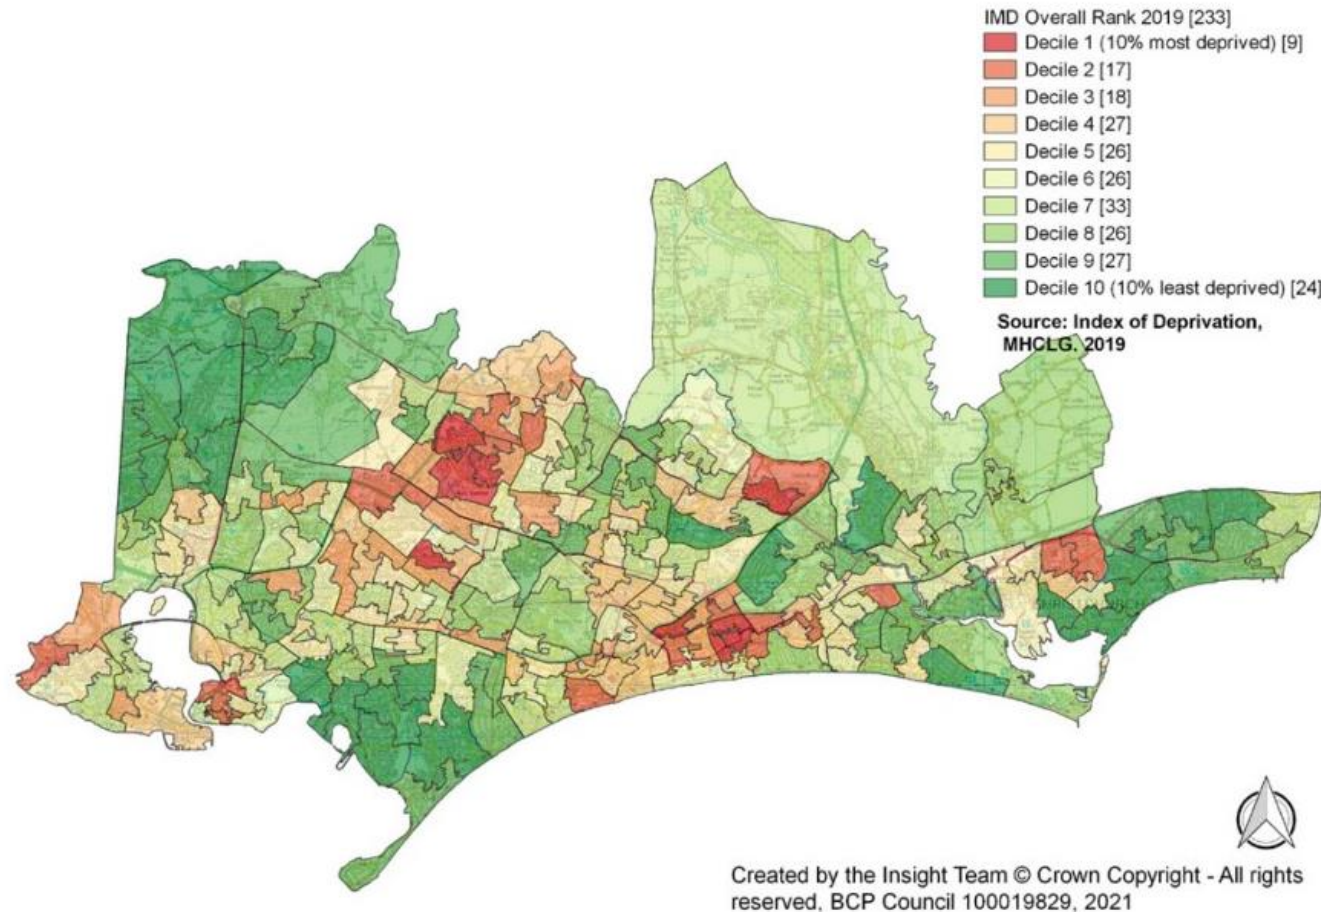 IMD Overall Rank 2019 [233]
Decile 1 (10% most deprived) [9]
Decile 2 [17]
Decile 3 [18]
Decile 4 [27]
Decile 5 [26]
Decile 6 [26]
Decile 7 [33]
Decile 8 [26]
Decile 9 [27]
Decile 10 (10% least deprived) [24]
Source: Index of Deprivation,
MHCLG. 2019
Created by the Insight Team © Crown Copyright - All rights
reserved, BCP Council 100019829, 2021